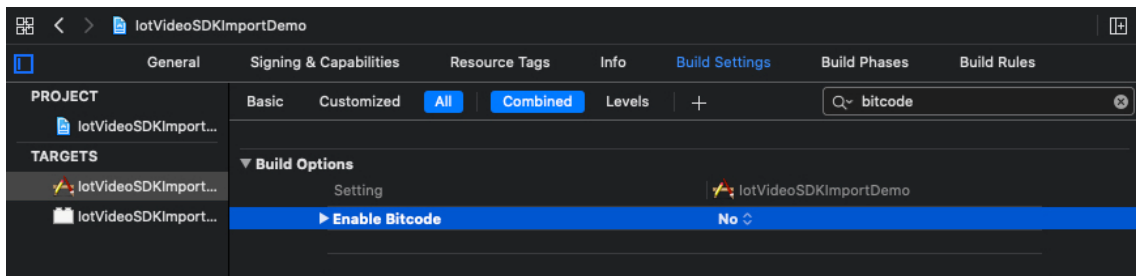 IotVideoSDKImportDemo
General Signing & Capabilities Resource Tags Info Build Settings Build Phases Build Rules
PROJECT
IotVideoSDKImport...
TARGETS
IotVideoSDKImport...
IotVideoSDKImport...
Basic Customized All Combined Levels + bitcode
Build Options
Setting IotVideoSDKImportDemo
Enable Bitcode No